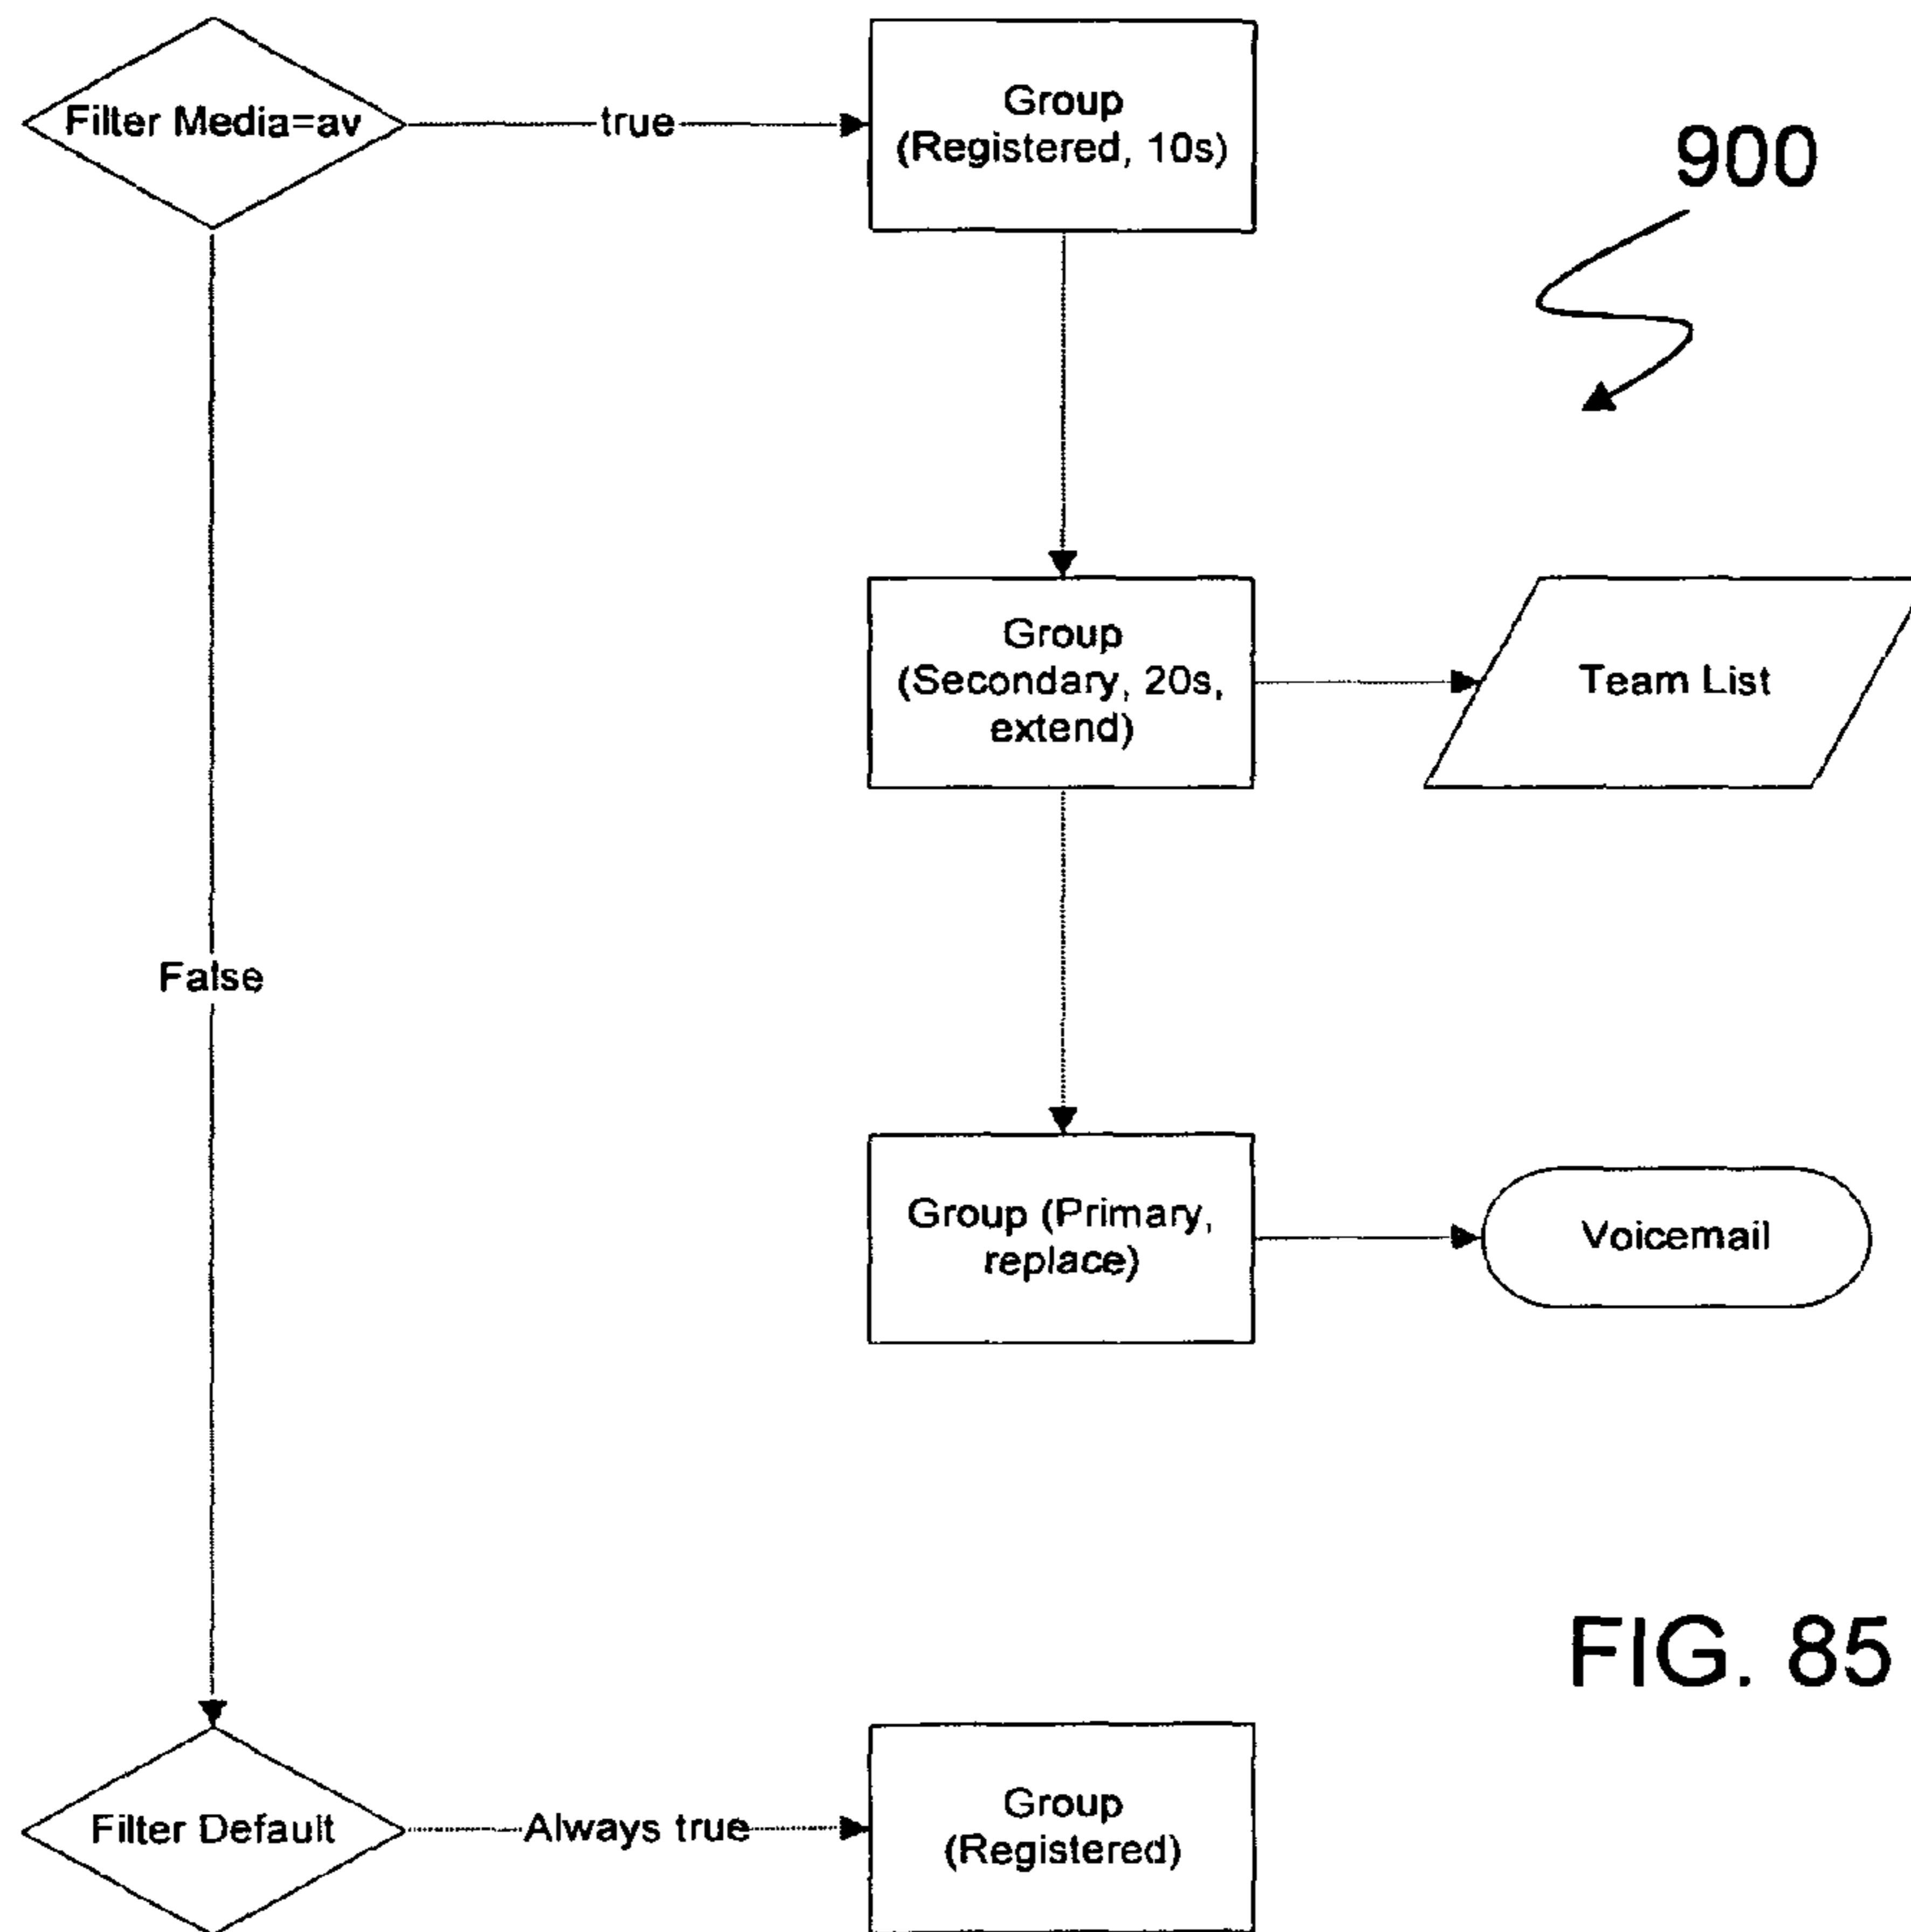 Filter Media=av
true
Group
(Registered, 10s)
900
Group
(Secondary, 20s,
extend)
Team List
False
Group (Primary,
replace)
Voicemail
FIG. 85
Filter Default
Always true
Group
(Registered)